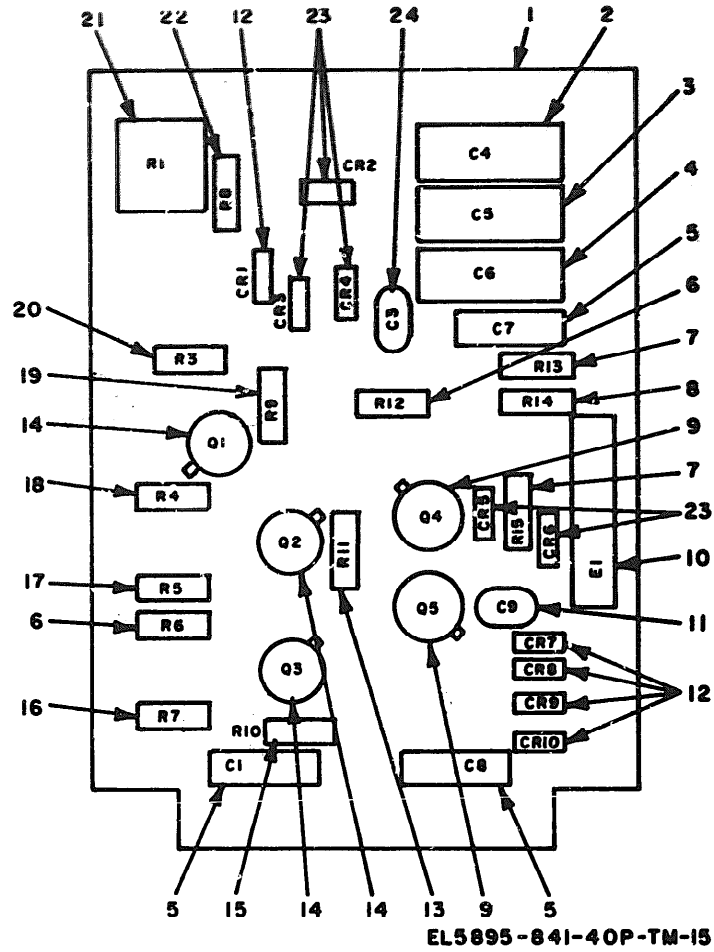 21 22 12 23 24 1 2
3
R1 R8 CR2 C4
4
C5
5
CR1 CR3 CR4 C3 C6
6
20 C7
7
R3 R13
19 8
R9 R12 R14
14 Q1 9
18 R4 7
Q4 CR5 R15 CR6 23
Q2 R11 E1 10
17 R5
6 R6 Q5 C9 11
CR7
Q3 CR8 12
16 R7 CR9
R10 CR10
C1 C8
5 15 14 14 13 9 5
EL5895-841-40P-TM-15